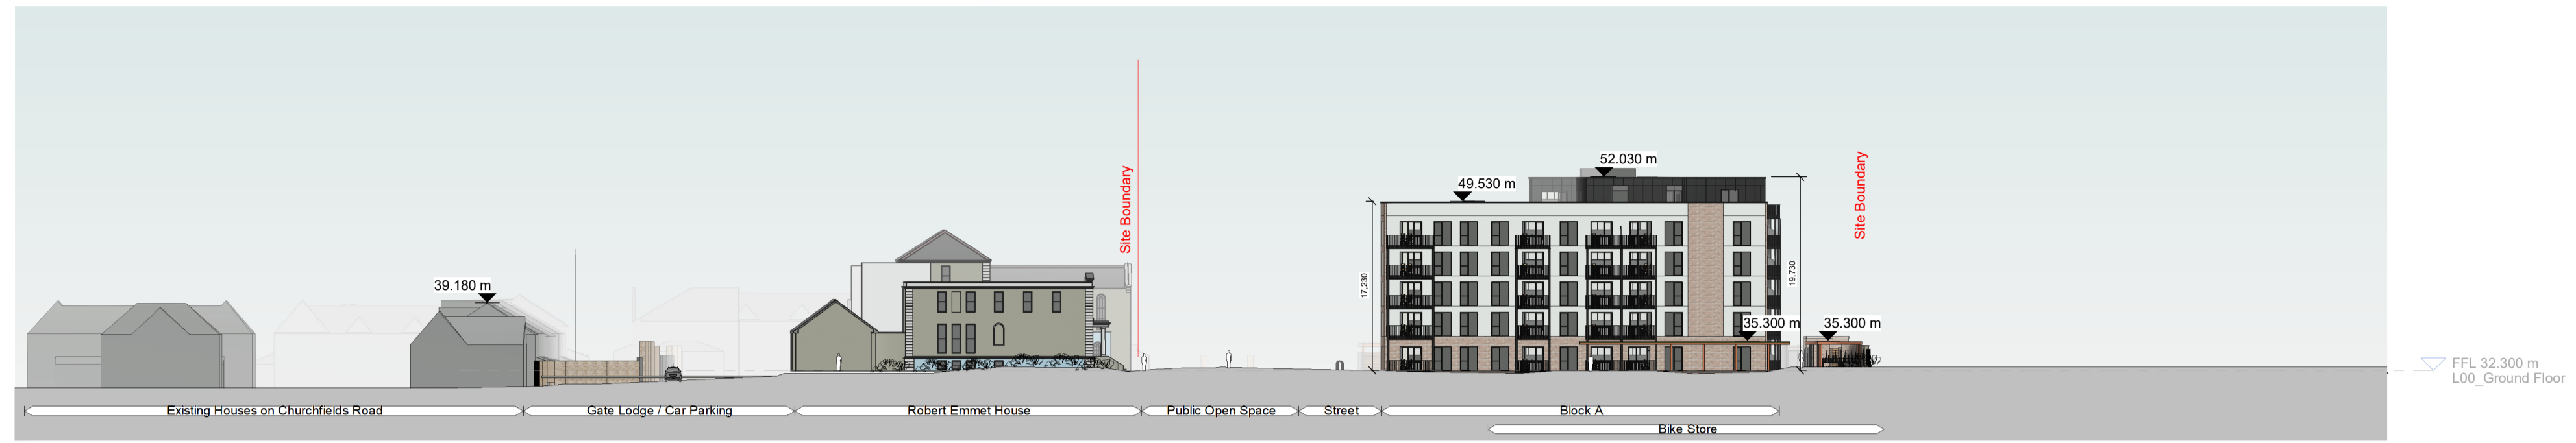 Site Boundary
Site Boundary
52.030 m
49.530 m
39.180 m
17,230
19,730
35.300 m
35.300 m
FFL 32.300 m
L00_Ground Floor
Existing Houses on Churchfields Road
Gate Lodge / Car Parking
Robert Emmet House
Public Open Space
Street
Block A
Bike Store